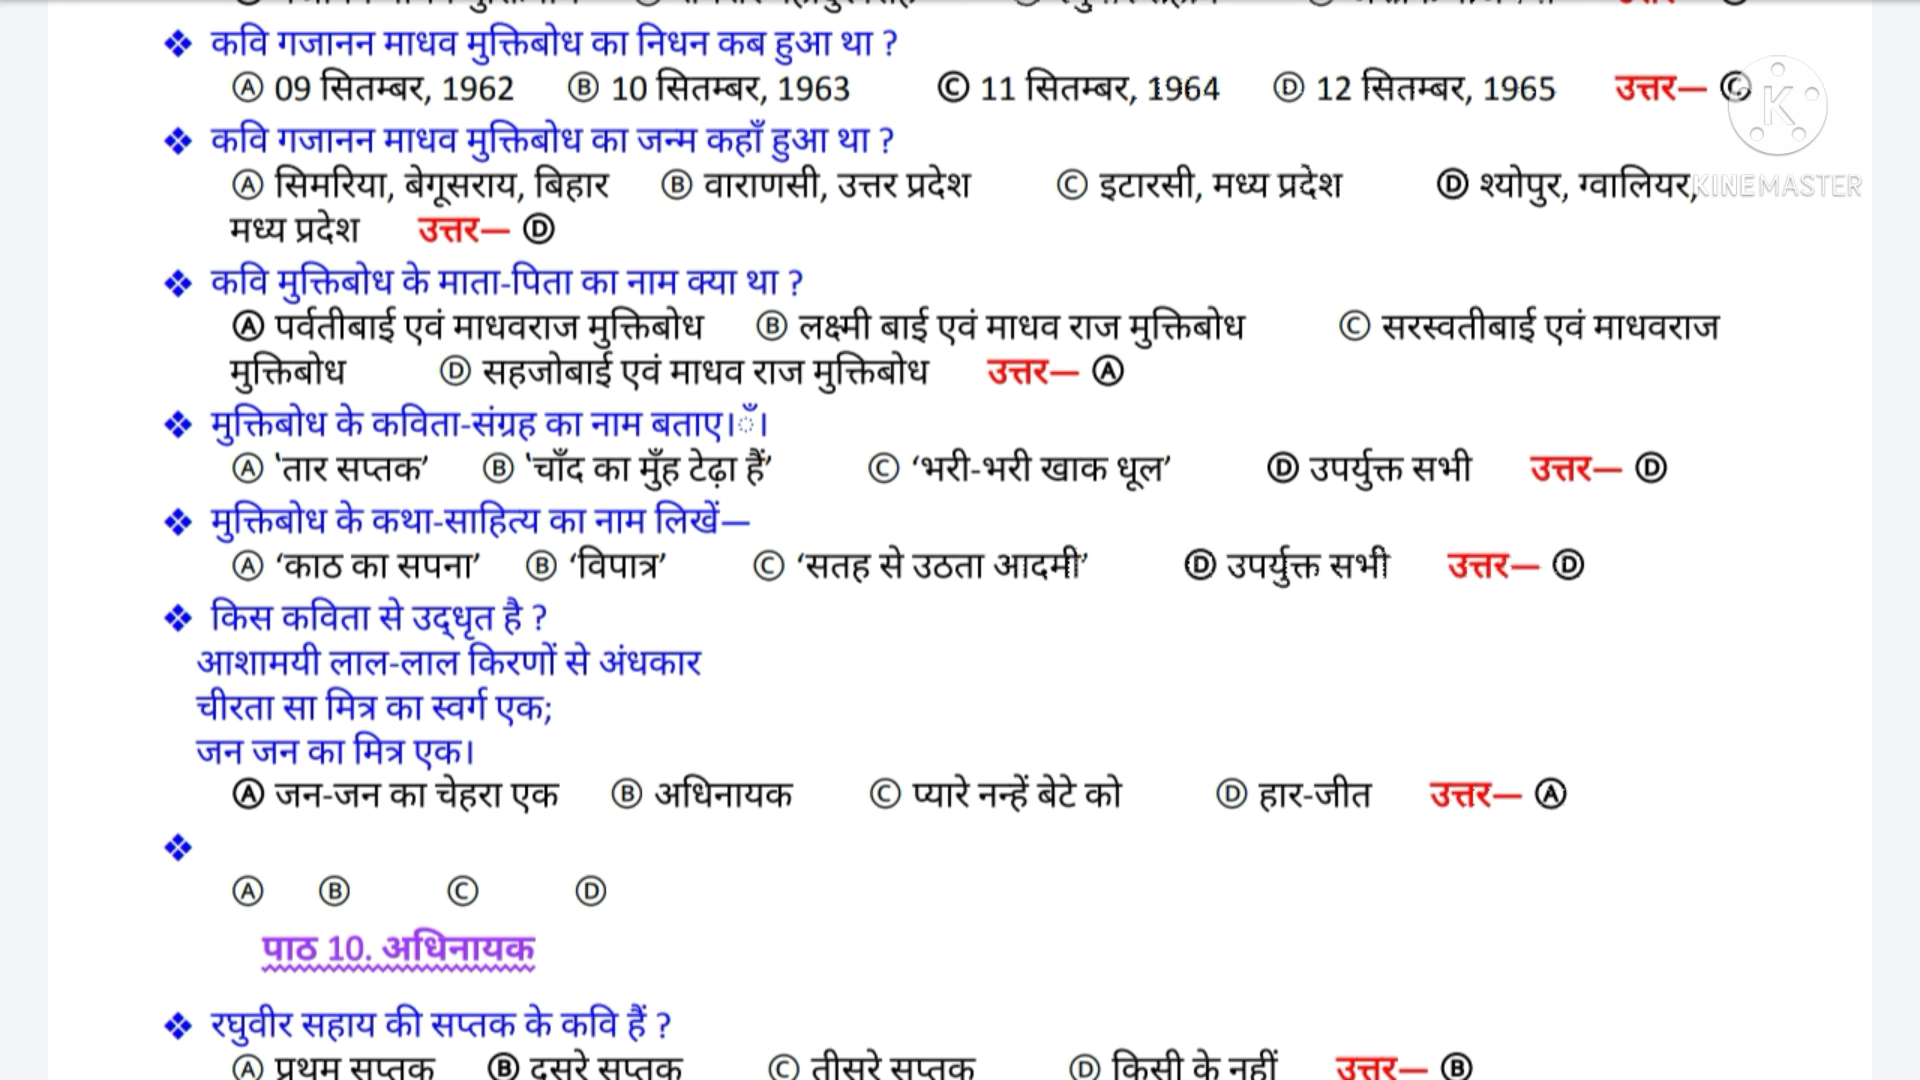 ❖ कवि गजानन माधव मुक्तिबोध का निधन कब हुआ था ?
Ⓐ 09 सितम्बर, 1962 Ⓑ 10 सितम्बर, 1963 Ⓒ 11 सितम्बर, 1964 Ⓓ 12 सितम्बर, 1965 उत्तर— Ⓒ
❖ कवि गजानन माधव मुक्तिबोध का जन्म कहाँ हुआ था ?
Ⓐ सिमरिया, बेगूसराय, बिहार Ⓑ वाराणसी, उत्तर प्रदेश Ⓒ इटारसी, मध्य प्रदेश Ⓓ श्योपुर, ग्वालियर,
KINEMASTER
मध्य प्रदेश उत्तर— Ⓓ
❖ कवि मुक्तिबोध के माता-पिता का नाम क्या था ?
Ⓐ पर्वतीबाई एवं माधवराज मुक्तिबोध Ⓑ लक्ष्मी बाई एवं माधव राज मुक्तिबोध Ⓒ सरस्वतीबाई एवं माधवराज
मुक्तिबोध Ⓓ सहजोबाई एवं माधव राज मुक्तिबोध उत्तर— Ⓐ
❖ मुक्तिबोध के कविता-संग्रह का नाम बताए।ँ।
Ⓐ ‛तार सप्तक’ Ⓑ ‛चाँद का मुँह टेढ़ा हैं’ Ⓒ ‘भरी-भरी खाक धूल’ Ⓓ उपर्युक्त सभी उत्तर— Ⓓ
❖ मुक्तिबोध के कथा-साहित्य का नाम लिखें—
Ⓐ ‘काठ का सपना’ Ⓑ ‘विपात्र’ Ⓒ ‘सतह से उठता आदमी’ Ⓓ उपर्युक्त सभी उत्तर— Ⓓ
❖ किस कविता से उद्धृत है ?
आशामयी लाल-लाल किरणों से अंधकार
चीरता सा मित्र का स्वर्ग एक;
जन जन का मित्र एक।
Ⓐ जन-जन का चेहरा एक Ⓑ अधिनायक Ⓒ प्यारे नन्हें बेटे को Ⓓ हार-जीत उत्तर— Ⓐ
❖
Ⓐ Ⓑ Ⓒ Ⓓ
पाठ 10. अधिनायक
❖ रघुवीर सहाय की सप्तक के कवि हैं ?
Ⓐ प्रथम सप्तक Ⓑ दूसरे सप्तक Ⓒ तीसरे सप्तक Ⓓ किसी के नहीं उत्तर— Ⓑ